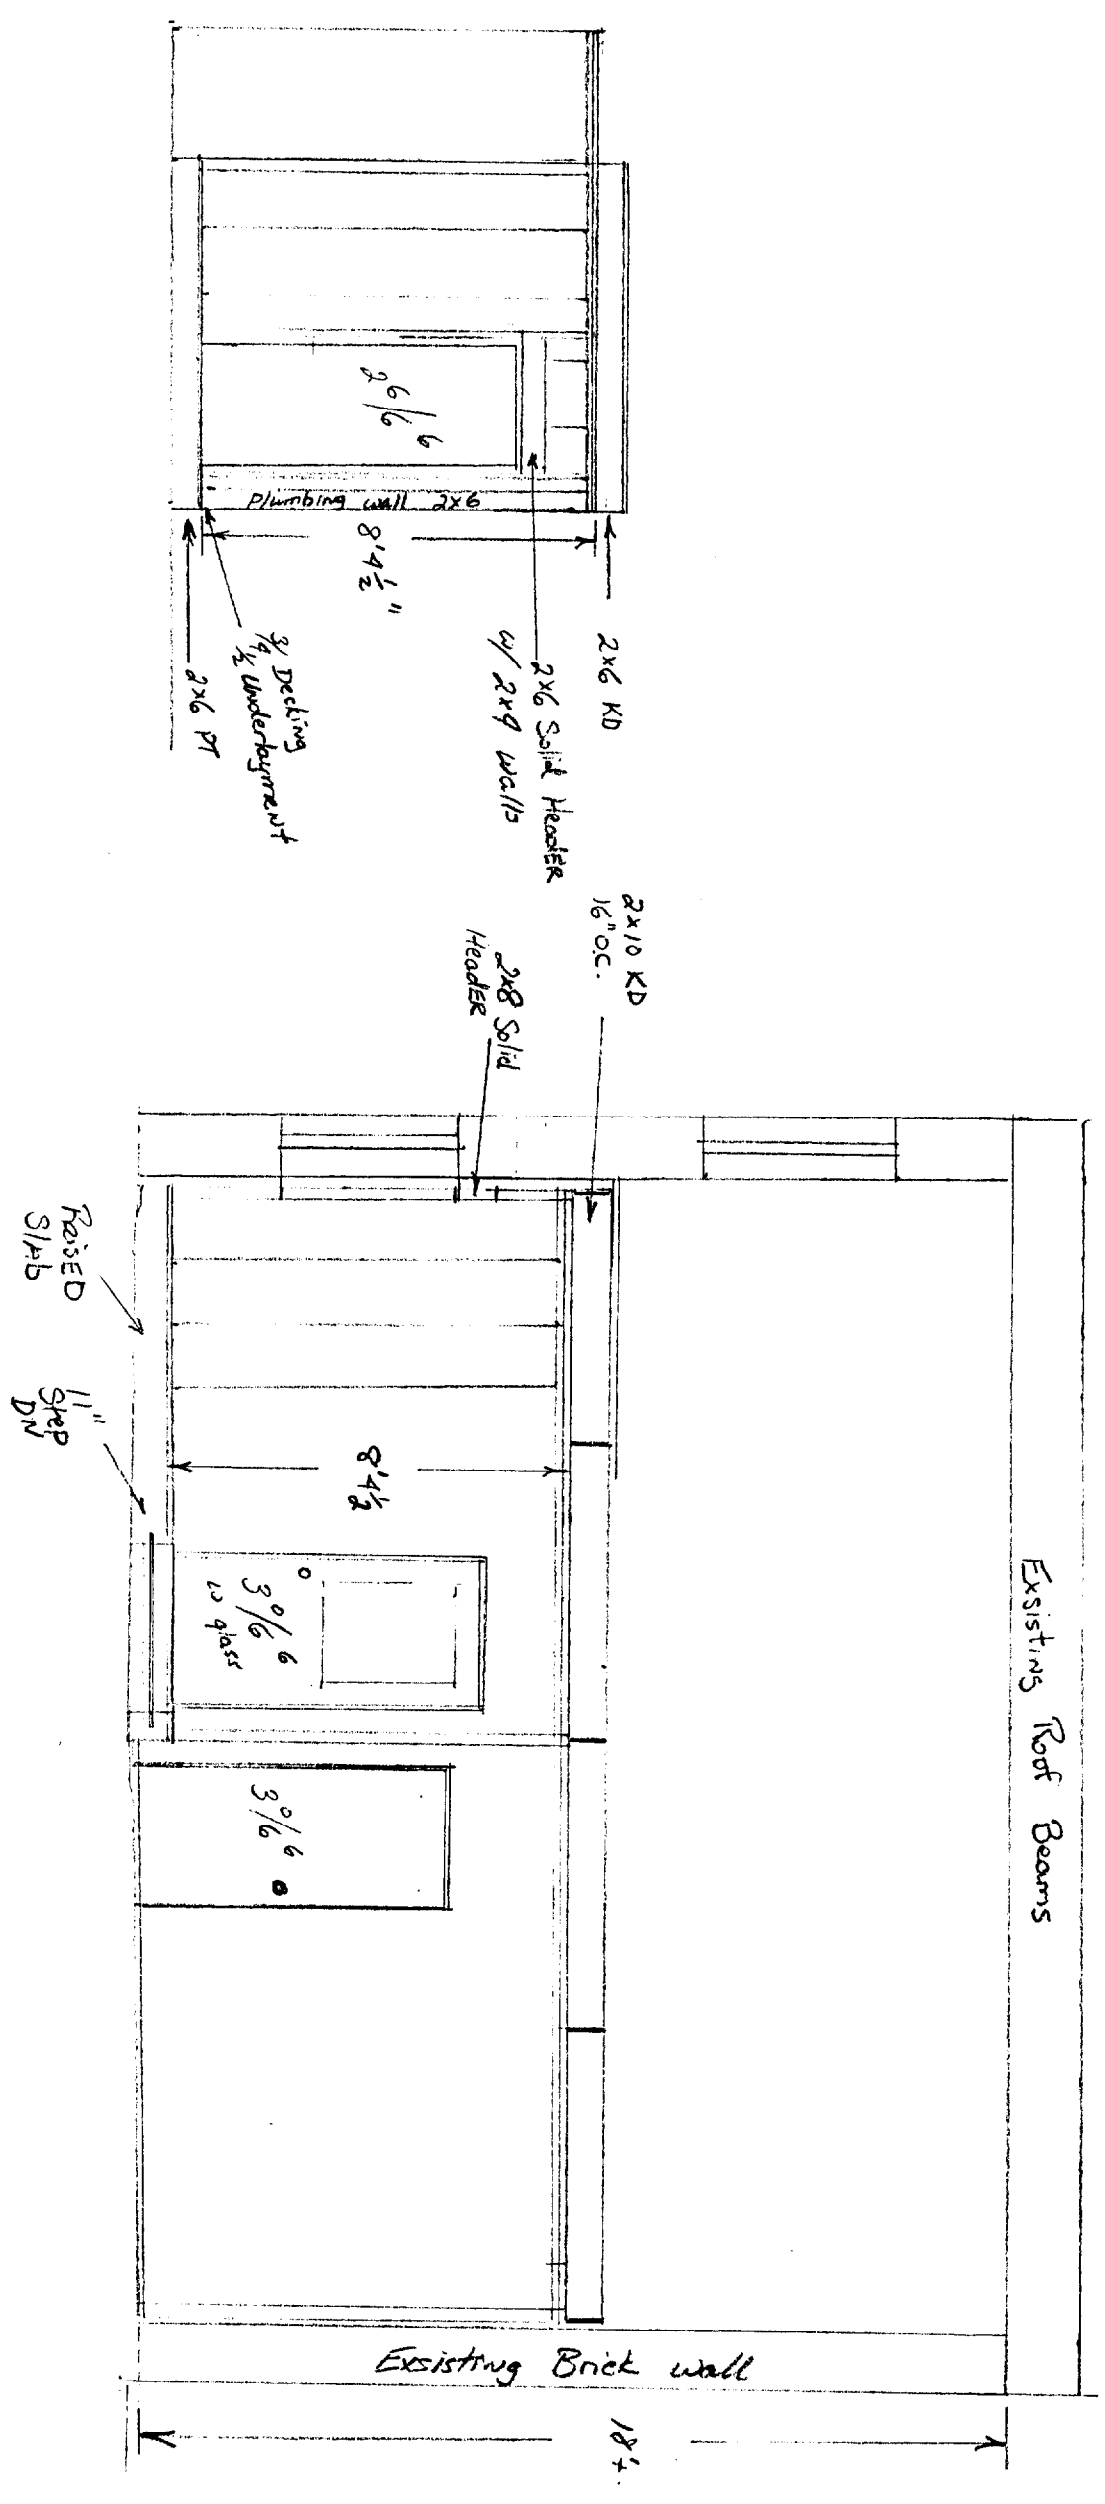 Exsisting Roof Beams
18'±
Exsisting Brick wall
2x10 KD
16" O.C.
2x8 Solid
HeadER
8'4½
3⁰/6⁶
w glass
3⁰/6⁶
RaisED
SlAb
11"
Step
DN
2x6 KD
2x6 Solid HeadER
w/ 2x4 Walls
2⁶/6⁶
Plumbing wall 2x6
8'4½"
¾ Decking
½ Underlayment
2x6 PT